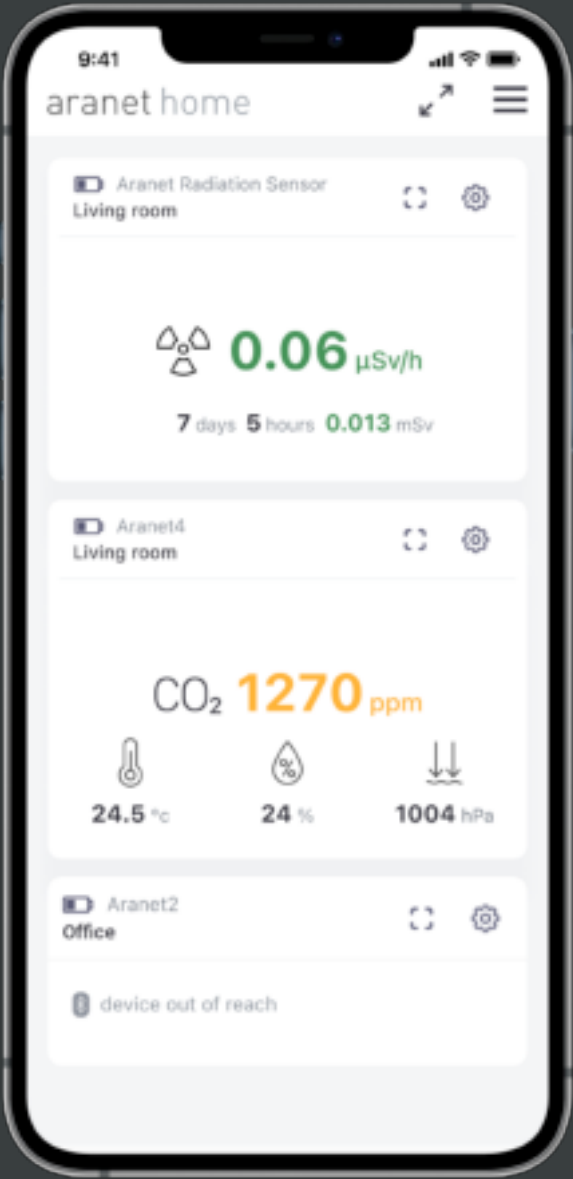 9:41
aranet home
Aranet Radiation Sensor
Living room
0.06 µSv/h
7 days 5 hours 0.013 mSv
Aranet4
Living room
CO₂ 1270 ppm
%
24.5 °c
24 %
1004 hPa
Aranet2
Office
device out of reach